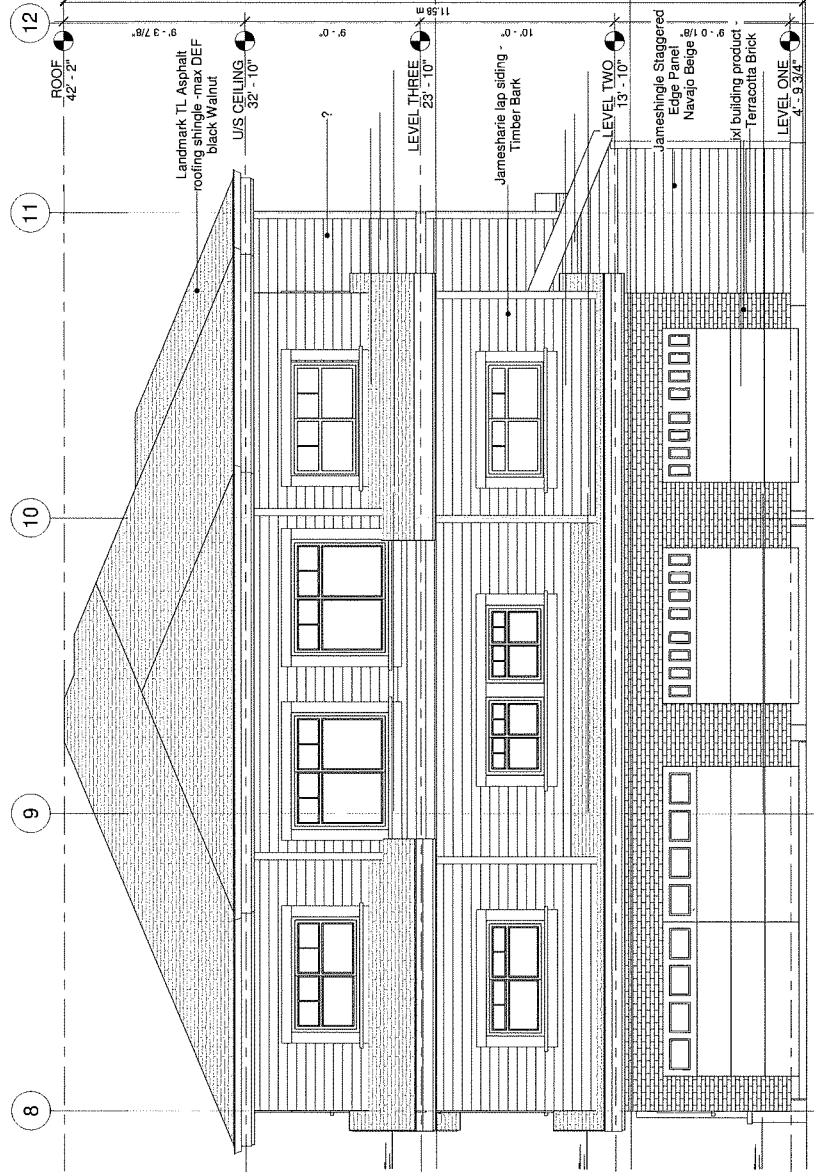 12
11
10
9
8
ROOF
42' - 2"
9' - 3 7/8"
11.58 m
Landmark TL Asphalt
roofing shingle -max DEF
black Walnut
U/S CEILING
32' - 10"
9' - 0"
?
LEVEL THREE
23' - 10"
10' - 0"
Jamesharie lap siding -
Timber Bark
LEVEL TWO
13' - 10"
9' - 0 1/8"
Jameshingle Staggered
Edge Panel
Navajo Beige
ixl building product -
Terracotta Brick
LEVEL ONE
4' - 9 3/4"